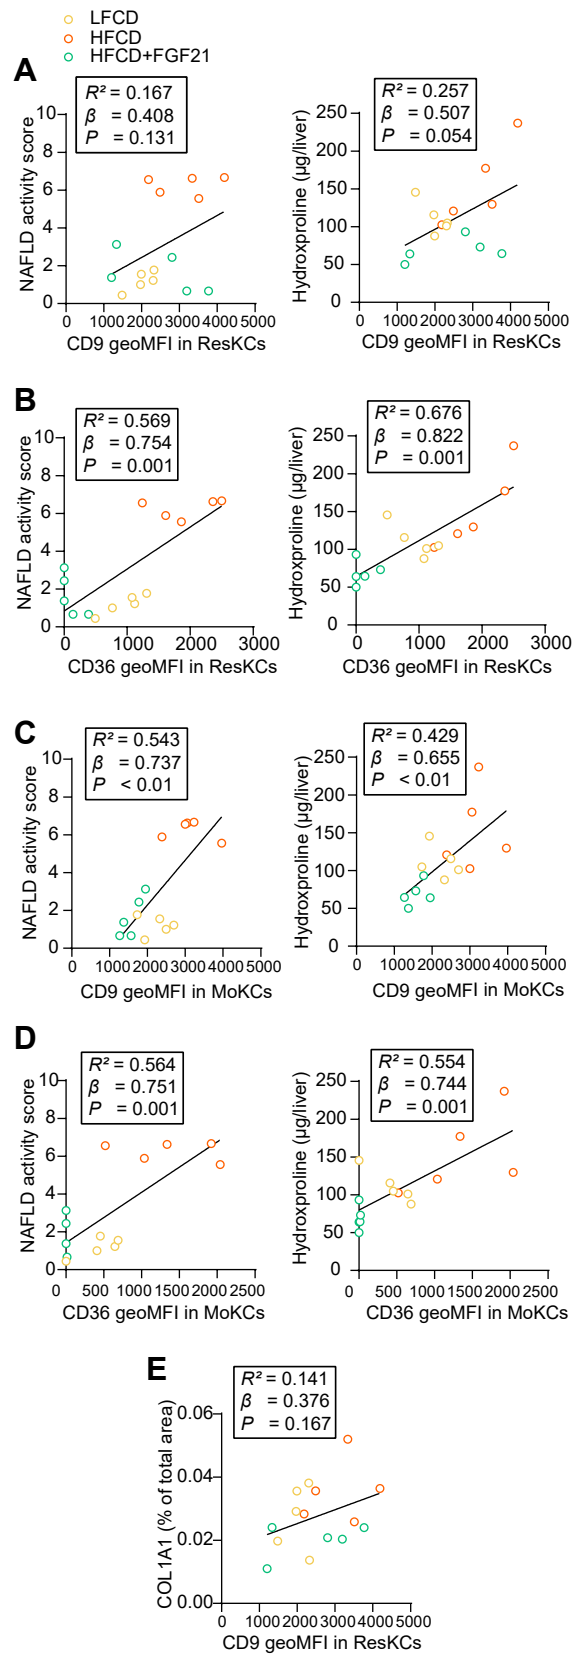 LFCD
HFCD
HFCD+FGF21
A
R² = 0.167
β = 0.408
P = 0.131
NAFLD activity score
10
8
6
4
2
0
0 1000 2000 3000 4000 5000
CD9 geoMFI in ResKCs
R² = 0.257
β = 0.507
P = 0.054
Hydroxproline (µg/liver)
250
200
150
100
50
0
0 1000 2000 3000 4000 5000
CD9 geoMFI in ResKCs
B
R² = 0.569
β = 0.754
P = 0.001
NAFLD activity score
10
8
6
4
2
0
0 1000 2000 3000
CD36 geoMFI in ResKCs
R² = 0.676
β = 0.822
P = 0.001
Hydroxproline (µg/liver)
250
200
150
100
50
0
0 1000 2000 3000
CD36 geoMFI in ResKCs
C
R² = 0.543
β = 0.737
P < 0.01
NAFLD activity score
10
8
6
4
2
0
0 1000 2000 3000 4000 5000
CD9 geoMFI in MoKCs
R² = 0.429
β = 0.655
P < 0.01
Hydroxproline (µg/liver)
250
200
150
100
50
0
0 1000 2000 3000 4000 5000
CD9 geoMFI in MoKCs
D
R² = 0.564
β = 0.751
P = 0.001
NAFLD activity score
10
8
6
4
2
0
0 500 1000 1500 2000 2500
CD36 geoMFI in MoKCs
R² = 0.554
β = 0.744
P = 0.001
Hydroxproline (µg/liver)
250
200
150
100
50
0
0 500 1000 1500 2000 2500
CD36 geoMFI in MoKCs
E
R² = 0.141
β = 0.376
P = 0.167
COL1A1 (% of total area)
0.06
0.04
0.02
0.00
0 1000 2000 3000 4000 5000
CD9 geoMFI in ResKCs